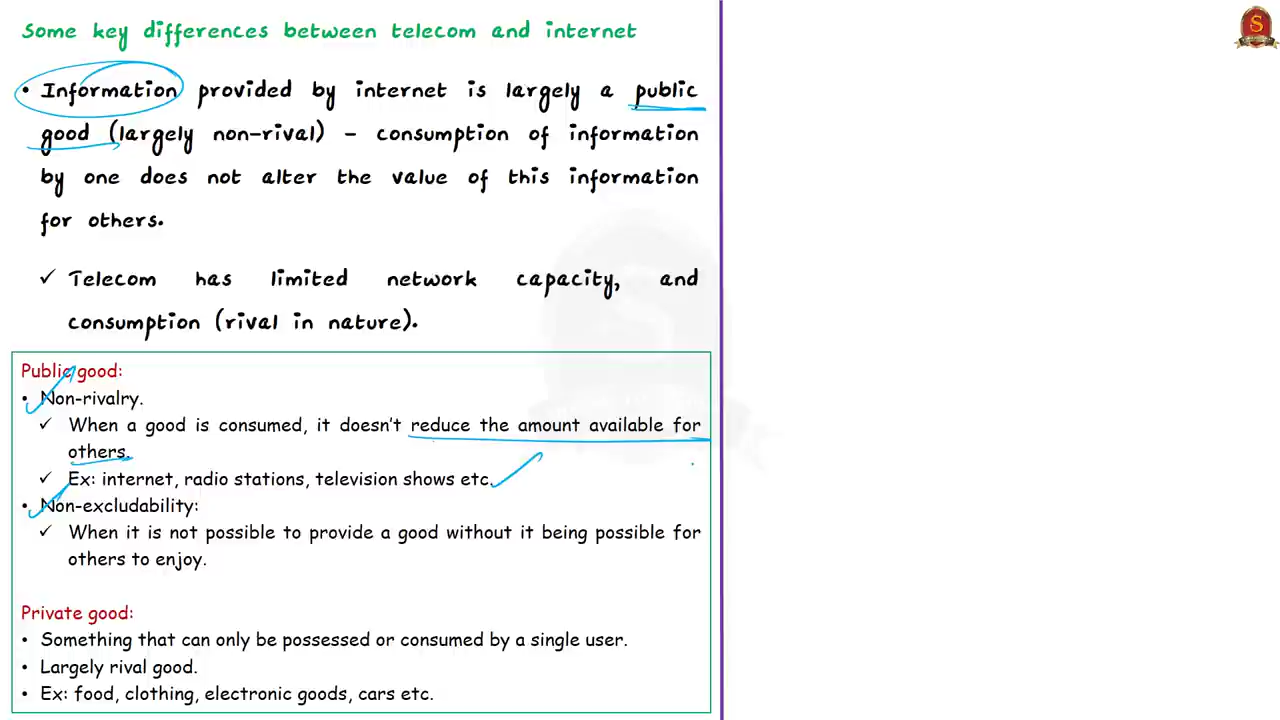 Some key differences between telecom and internet
• Information provided by internet is largely a public
good (largely non-rival) - consumption of information
by one does not alter the value of this information
for others.
✓ Telecom has limited network capacity, and
consumption (rival in nature).
Public good:
• Non-rivalry.
✓ When a good is consumed, it doesn't reduce the amount available for
others.
✓ Ex: internet, radio stations, television shows etc.
• Non-excludability:
✓ When it is not possible to provide a good without it being possible for
others to enjoy.
Private good:
• Something that can only be possessed or consumed by a single user.
• Largely rival good.
• Ex: food, clothing, electronic goods, cars etc.